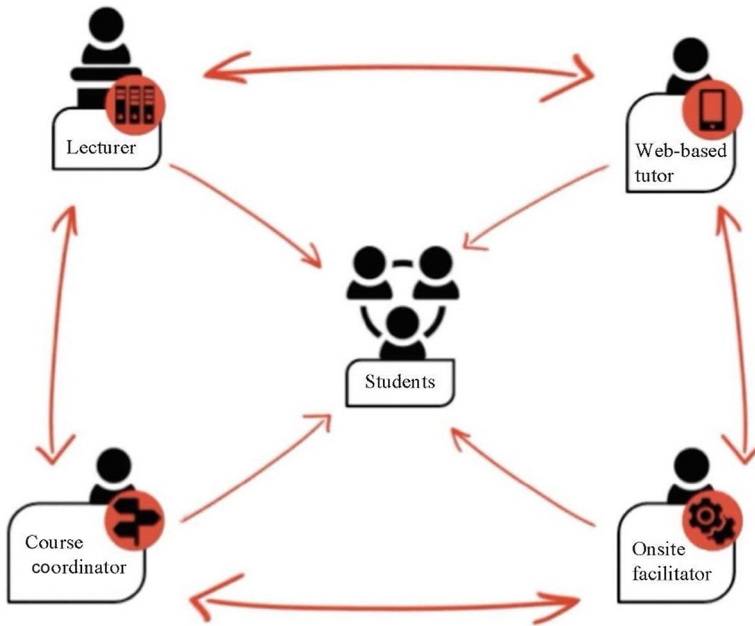 Lecturer
Web-based
tutor
Students
Course
coordinator
Onsite
facilitator